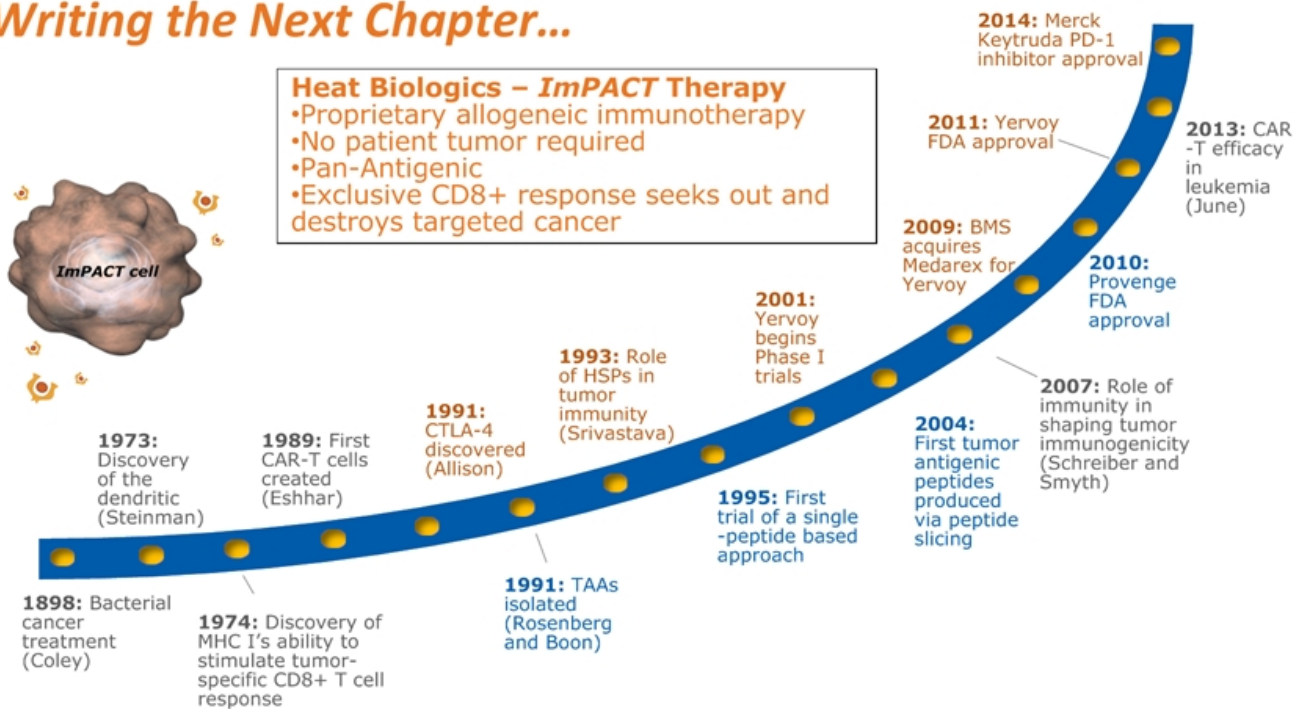 Writing the Next Chapter...
Heat Biologics – ImPACT Therapy
•Proprietary allogeneic immunotherapy
•No patient tumor required
•Pan-Antigenic
•Exclusive CD8+ response seeks out and
destroys targeted cancer
ImPACT cell
1898: Bacterial
cancer
treatment
(Coley)
1973:
Discovery
of the
dendritic
(Steinman)
1974: Discovery of
MHC I's ability to
stimulate tumor-
specific CD8+ T cell
response
1989: First
CAR-T cells
created
(Eshhar)
1991:
CTLA-4
discovered
(Allison)
1991: TAAs
isolated
(Rosenberg
and Boon)
1993: Role
of HSPs in
tumor
immunity
(Srivastava)
1995: First
trial of a single
-peptide based
approach
2001:
Yervoy
begins
Phase I
trials
2004:
First tumor
antigenic
peptides
produced
via peptide
slicing
2007: Role of
immunity in
shaping tumor
immunogenicity
(Schreiber and
Smyth)
2009: BMS
acquires
Medarex for
Yervoy
2010:
Provenge
FDA
approval
2011: Yervoy
FDA approval
2013: CAR
-T efficacy
in
leukemia
(June)
2014: Merck
Keytruda PD-1
inhibitor approval